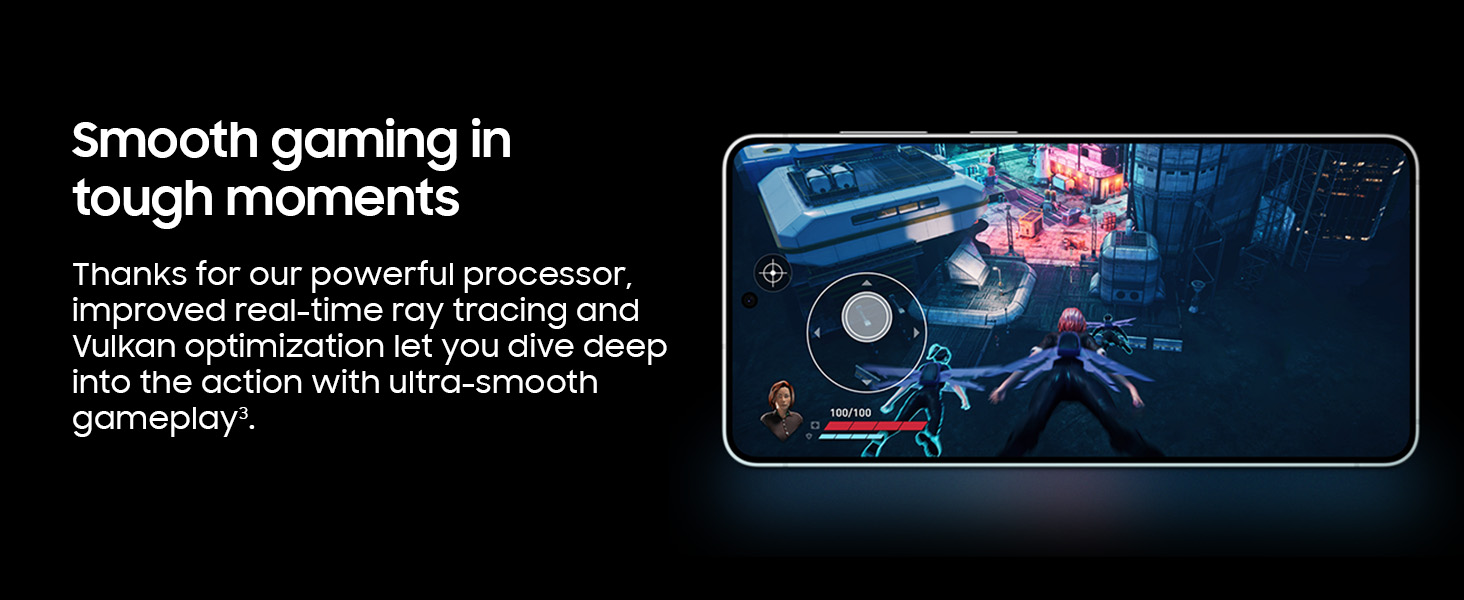 Smooth gaming in
tough moments
Thanks for our powerful processor,
improved real-time ray tracing and
Vulkan optimization let you dive deep
into the action with ultra-smooth
gameplay³.
100/100